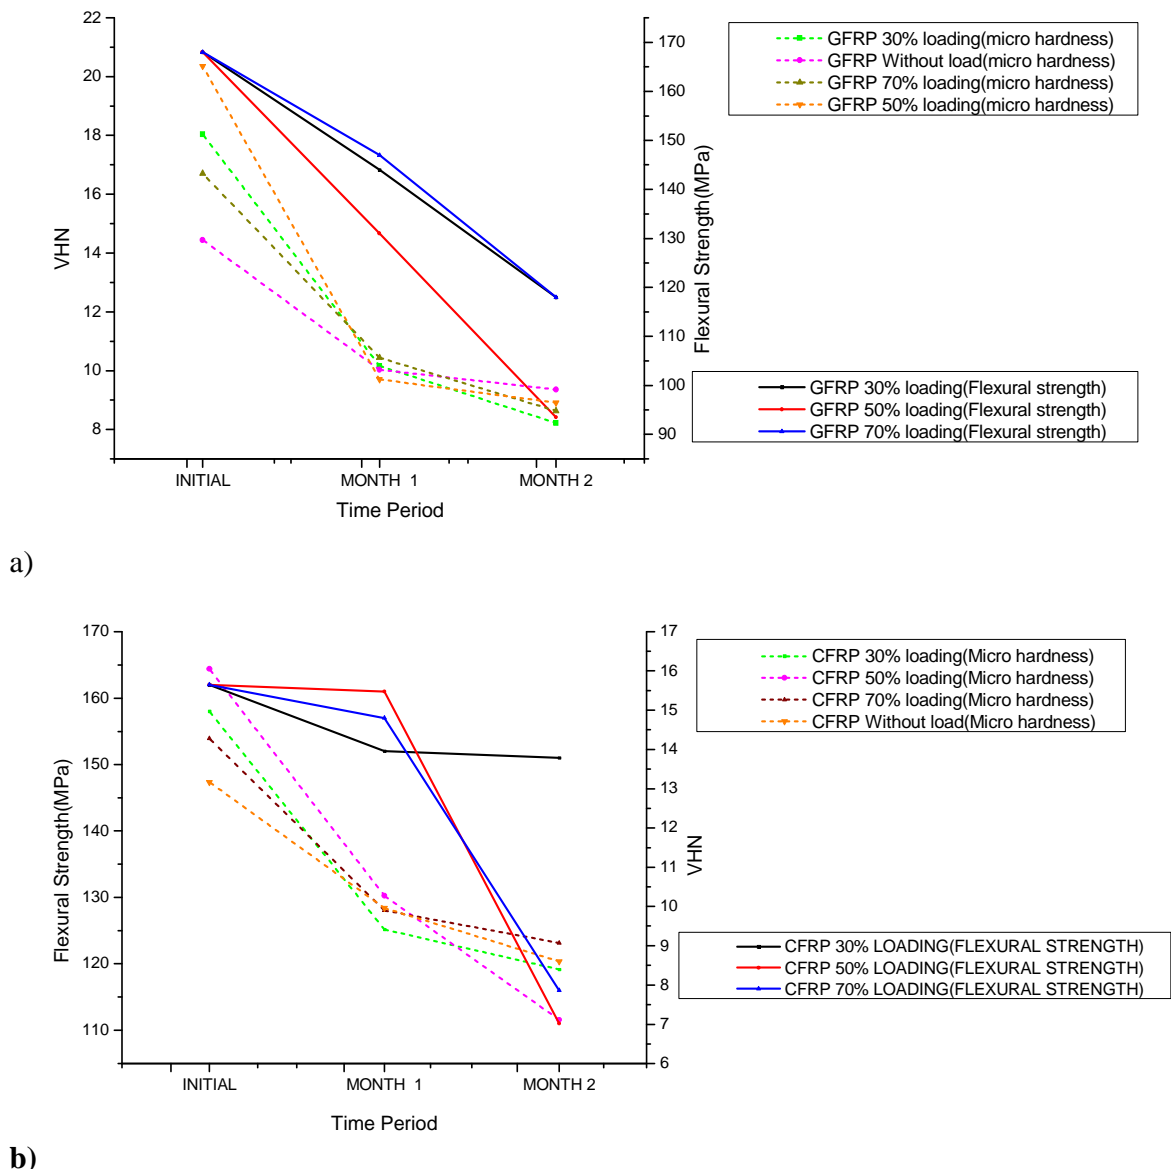 22
20
18
16
14
12
10
8
VHN
INITIAL
MONTH 1
MONTH 2
Time Period
170
160
150
140
130
120
110
100
90
Flexural Strength(MPa)
GFRP 30% loading(micro hardness)
GFRP Without load(micro hardness)
GFRP 70% loading(micro hardness)
GFRP 50% loading(micro hardness)
GFRP 30% loading(Flexural strength)
GFRP 50% loading(Flexural strength)
GFRP 70% loading(Flexural strength)
a)
170
160
150
140
130
120
110
Flexural Strength(MPa)
INITIAL
MONTH 1
MONTH 2
Time Period
17
16
15
14
13
12
11
10
9
8
7
6
VHN
CFRP 30% loading(Micro hardness)
CFRP 50% loading(Micro hardness)
CFRP 70% loading(Micro hardness)
CFRP Without load(Micro hardness)
CFRP 30% LOADING(FLEXURAL STRENGTH)
CFRP 50% LOADING(FLEXURAL STRENGTH)
CFRP 70% LOADING(FLEXURAL STRENGTH)
b)